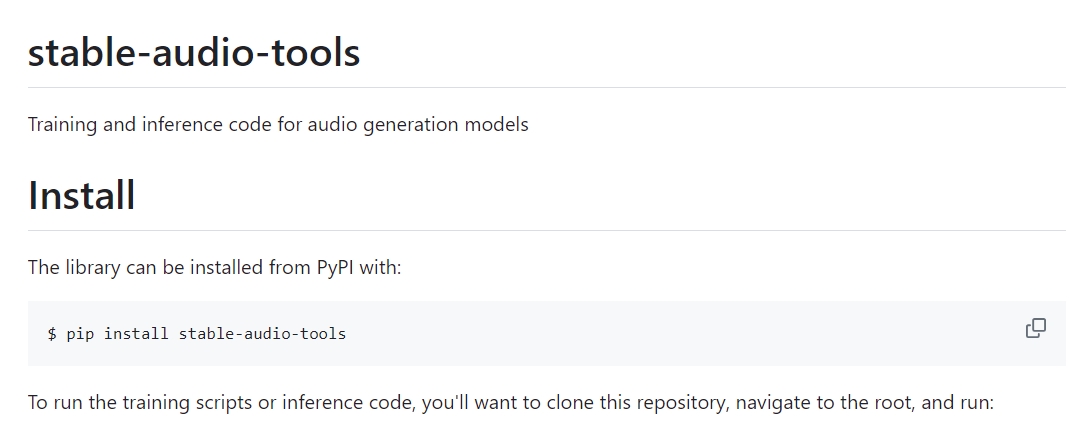 stable-audio-tools
Training and inference code for audio generation models
Install
The library can be installed from PyPI with:
$ pip install stable-audio-tools
To run the training scripts or inference code, you'll want to clone this repository, navigate to the root, and run: